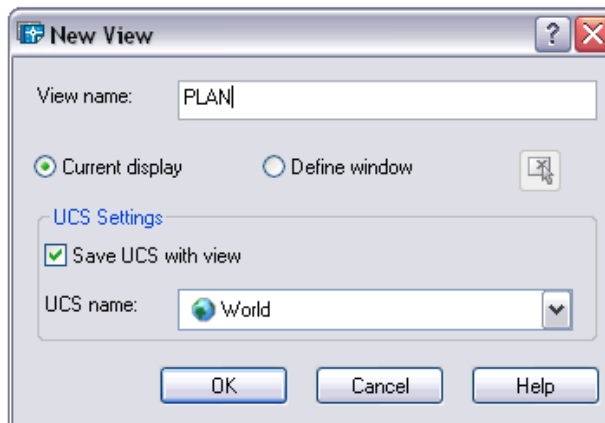 New View
View name: PLAN
Current display Define window
UCS Settings
Save UCS with view
UCS name: World
OK Cancel Help